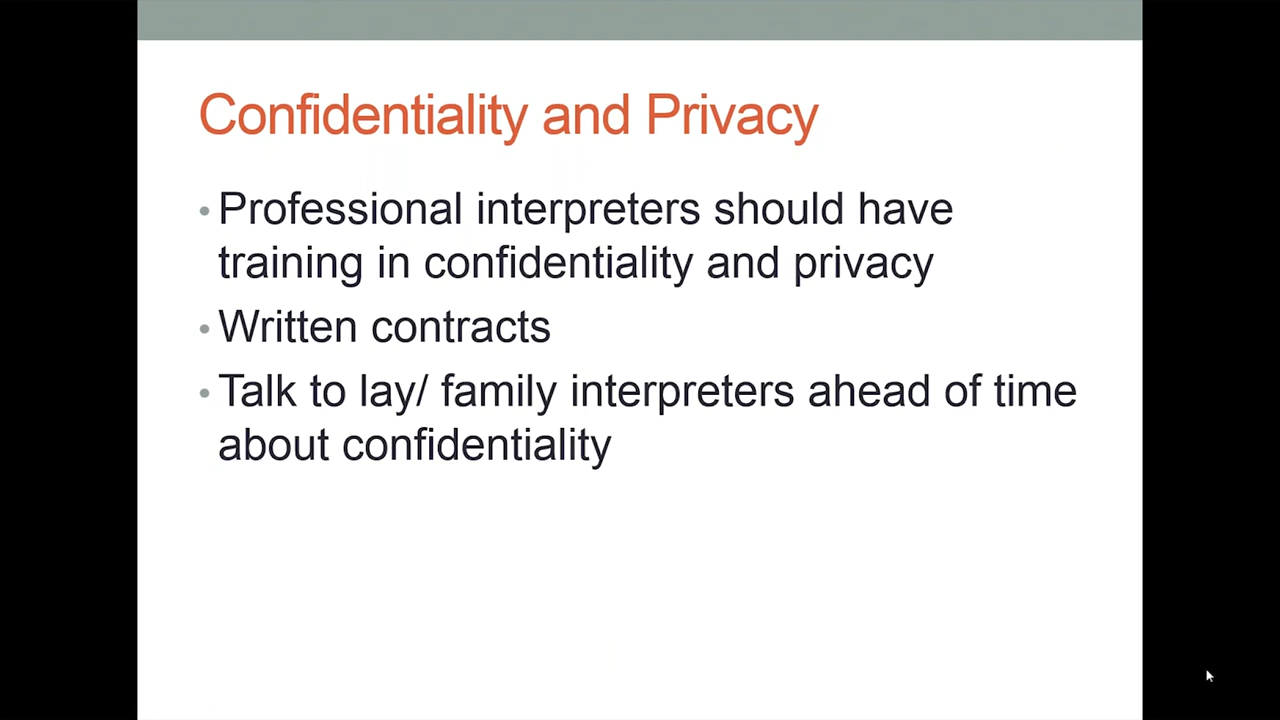 Confidentiality and Privacy
• Professional interpreters should have
training in confidentiality and privacy
• Written contracts
• Talk to lay/ family interpreters ahead of time
about confidentiality